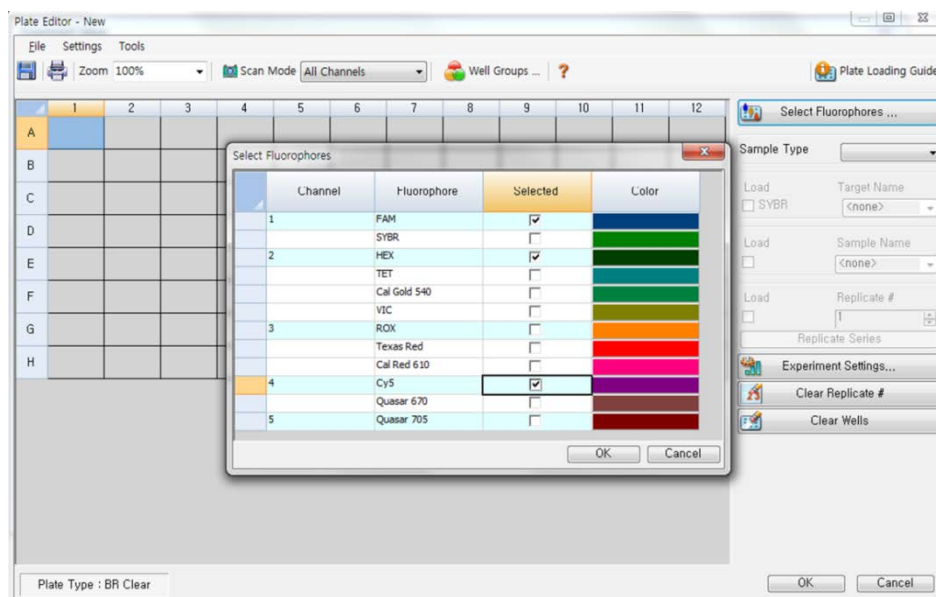 Plate Editor - New
File Settings Tools
Zoom 100% Scan Mode All Channels Well Groups ... ? Plate Loading Guide
1 2 3 4 5 6 7 8 9 10 11 12
A
B
C
D
E
F
G
H
Select Fluorophores
Channel Fluorophore Selected Color
1 FAM
SYBR
2 HEX
TET
Cal Gold 540
VIC
3 ROX
Texas Red
Cal Red 610
4 Cy5
Quasar 670
5 Quasar 705
OK Cancel
Select Fluorophores ...
Sample Type
Load Target Name
SYBR <none>
Load Sample Name
<none>
Load Replicate #
1
Replicate Series
Experiment Settings...
Clear Replicate #
Clear Wells
Plate Type : BR Clear
OK Cancel